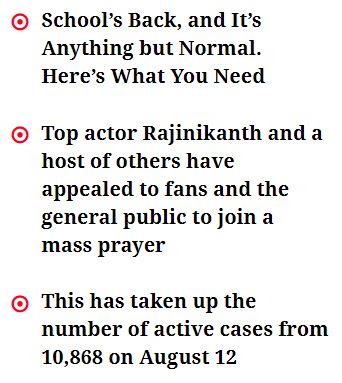 School’s Back, and It’s
Anything but Normal.
Here’s What You Need
Top actor Rajinikanth and a
host of others have
appealed to fans and the
general public to join a
mass prayer
This has taken up the
number of active cases from
10,868 on August 12